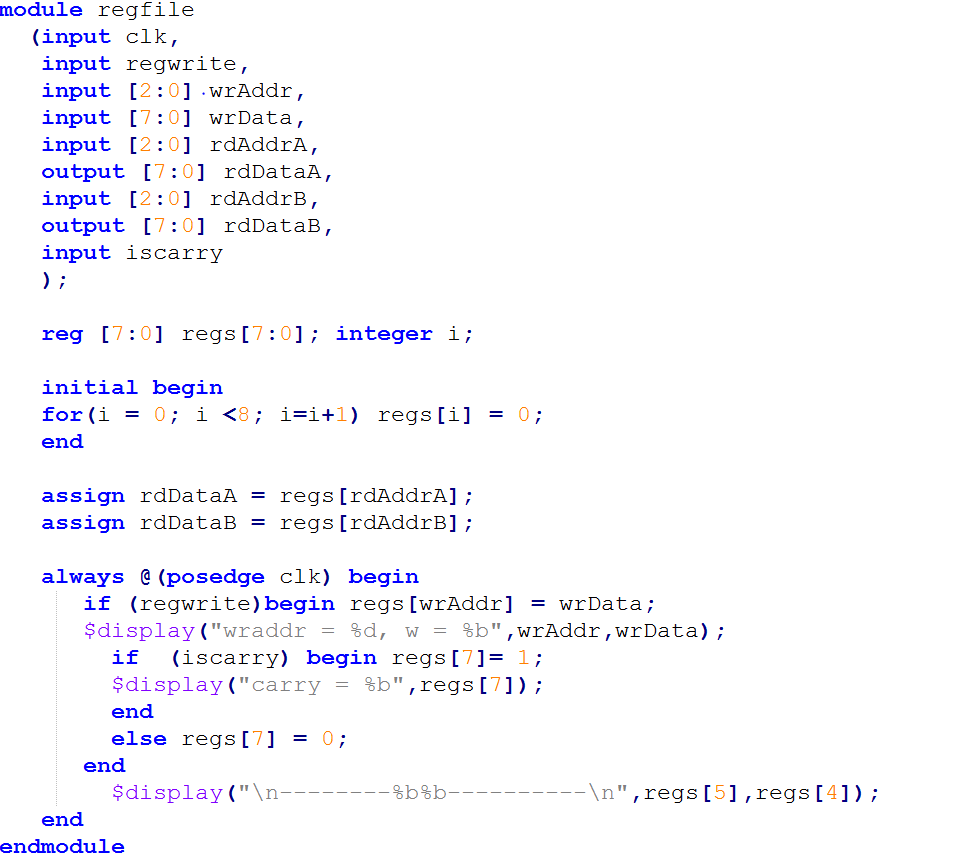 module regfile
(input clk,
input regwrite,
input [2:0] wrAddr,
input [7:0] wrData,
input [2:0] rdAddrA,
output [7:0] rdDataA,
input [2:0] rdAddrB,
output [7:0] rdDataB,
input iscarry
);
reg [7:0] regs[7:0]; integer i;
initial begin
for(i = 0; i <8; i=i+1) regs[i] = 0;
end
assign rdDataA = regs[rdAddrA];
assign rdDataB = regs[rdAddrB];
always @(posedge clk) begin
if (regwrite)begin regs[wrAddr] = wrData;
$display("wraddr = %d, w = %b",wrAddr,wrData);
if  (iscarry) begin regs[7]= 1;
$display("carry = %b",regs[7]);
end
else regs[7] = 0;
end
$display("\n--------%b%b----------\n",regs[5],regs[4]);
end
endmodule